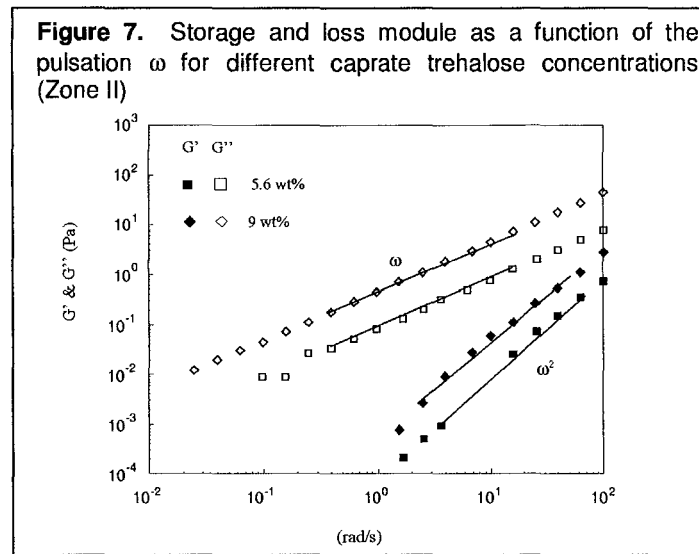 Figure 7. Storage and loss module as a function of the
pulsation ω for different caprate trehalose concentrations
(Zone II)
G' & G'' (Pa)
10³
10²
10¹
10⁰
10⁻¹
10⁻²
10⁻³
10⁻⁴
G' G''
5.6 wt%
9 wt%
ω
ω²
10⁻² 10⁻¹ 10⁰ 10¹ 10²
(rad/s)